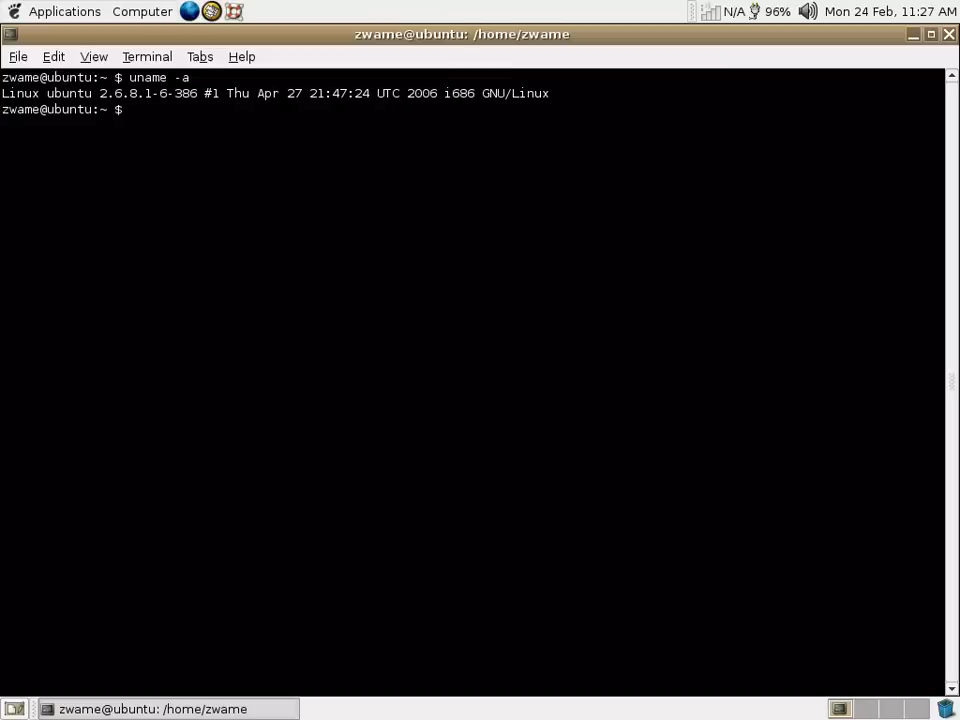 Applications Computer N/A 96% Mon 24 Feb, 11:27 AM
zwame@ubuntu: /home/zwame
File Edit View Terminal Tabs Help
zwame@ubuntu:~ $ uname -a
Linux ubuntu 2.6.8.1-6-386 #1 Thu Apr 27 21:47:24 UTC 2006 i686 GNU/Linux
zwame@ubuntu:~ $
zwame@ubuntu: /home/zwame